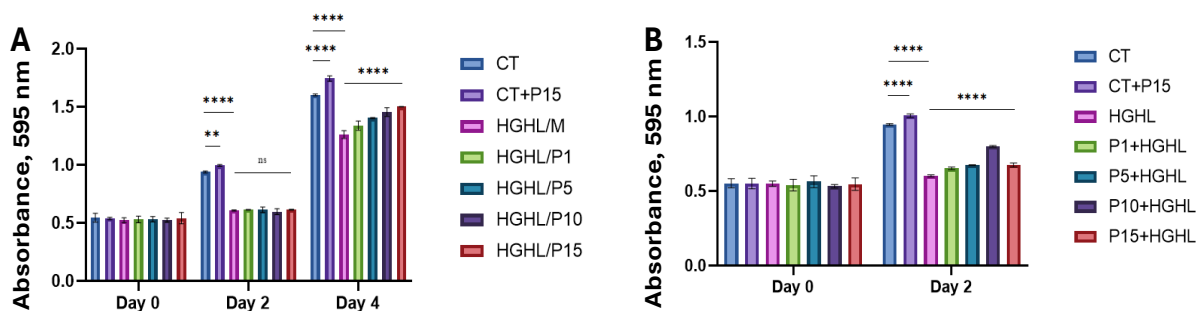 A
Absorbance, 595 nm
2.0
1.5
1.0
0.5
0.0
****
**
ns
****
****
****
Day 0
Day 2
Day 4
CT
CT+P15
HGHL/M
HGHL/P1
HGHL/P5
HGHL/P10
HGHL/P15
B
Absorbance, 595 nm
1.5
1.0
0.5
0.0
****
****
****
Day 0
Day 2
CT
CT+P15
HGHL
P1+HGHL
P5+HGHL
P10+HGHL
P15+HGHL